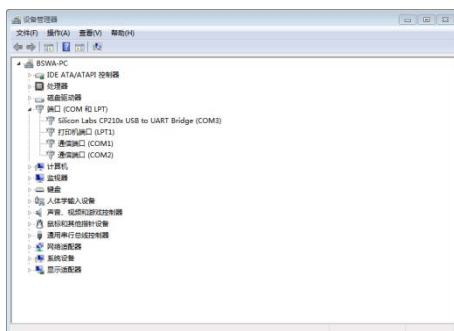 设备管理器
文件(F) 操作(A) 查看(V) 帮助(H)
BSWA-PC
IDE ATA/ATAPI 控制器
处理器
磁盘驱动器
端口 (COM 和 LPT)
Silicon Labs CP210x USB to UART Bridge (COM3)
打印机端口 (LPT1)
通信端口 (COM1)
通信端口 (COM2)
计算机
监视器
键盘
人体学输入设备
声音、视频和游戏控制器
鼠标和其他指针设备
通用串行总线控制器
网络适配器
系统设备
显示适配器